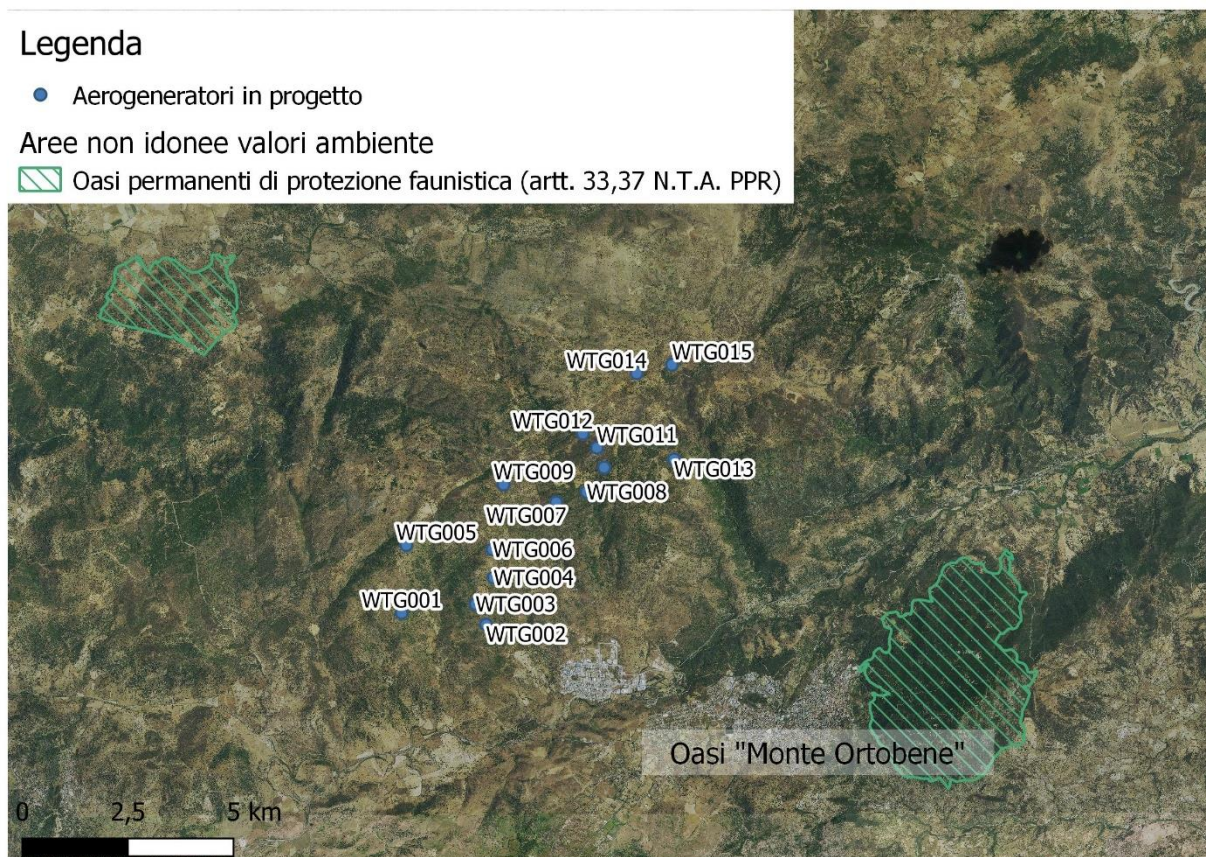 Legenda
Aerogeneratori in progetto
Aree non idonee valori ambiente
Oasi permanenti di protezione faunistica (artt. 33,37 N.T.A. PPR)
WTG014
WTG015
WTG012
WTG011
WTG009
WTG013
WTG008
WTG007
WTG005
WTG006
WTG004
WTG001
WTG003
WTG002
Oasi "Monte Ortobene"
0 2,5 5 km